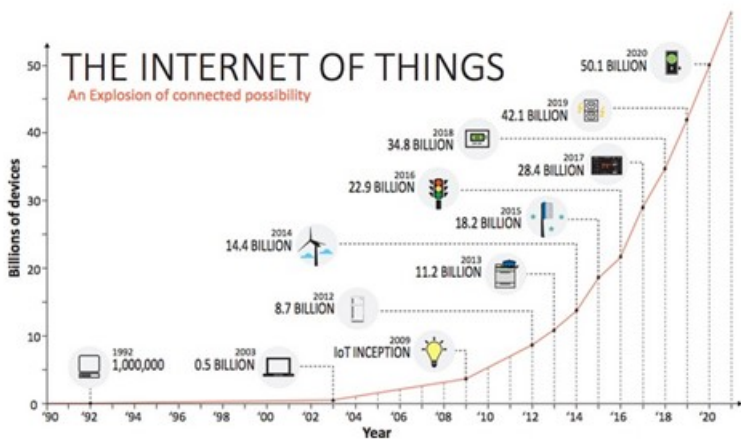 THE INTERNET OF THINGS
An Explosion of connected possibility
Billions of devices
50
40
30
20
10
0
2020
50.1 BILLION
2019
42.1 BILLION
2018
34.8 BILLION
2017
28.4 BILLION
2016
22.9 BILLION
2015
18.2 BILLION
2014
14.4 BILLION
2013
11.2 BILLION
2012
8.7 BILLION
2009
IoT INCEPTION
2003
0.5 BILLION
1992
1,000,000
'90 '92 '94 '96 '98 '00 '02 '04 '06 '08 '10 '12 '14 '16 '18 '20
Year